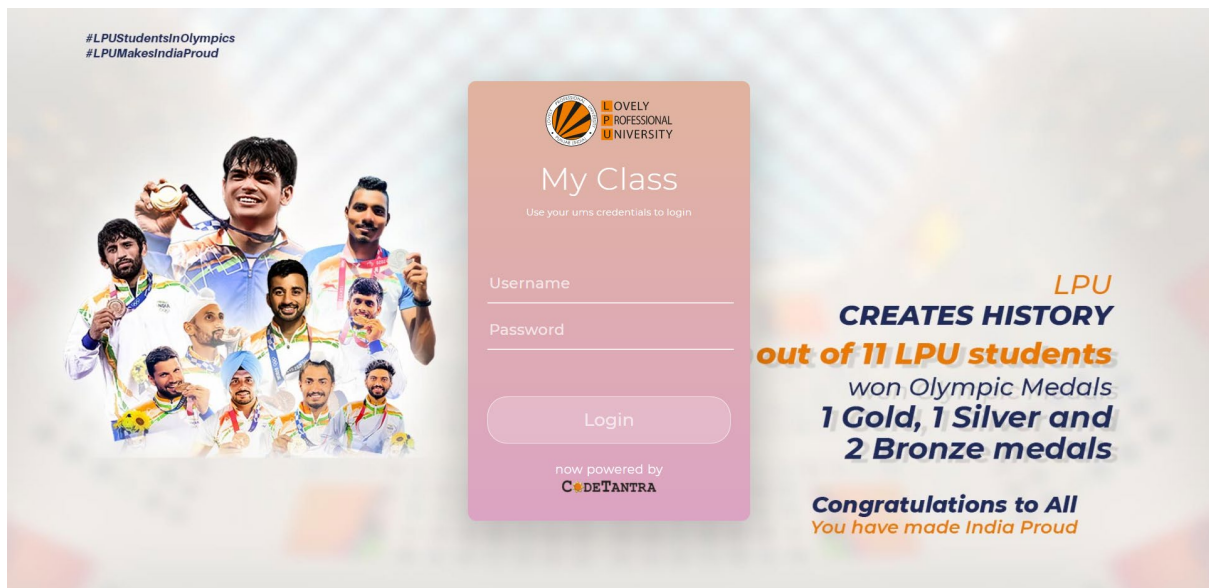 #LPUStudentsInOlympics
#LPUMakesIndiaProud
LOVELY
PROFESSIONAL
UNIVERSITY
My Class
Use your ums credentials to login
Username
Password
Login
now powered by
CODETANTRA
LPU
CREATES HISTORY
out of 11 LPU students
won Olympic Medals
1 Gold, 1 Silver and
2 Bronze medals
Congratulations to All
You have made India Proud